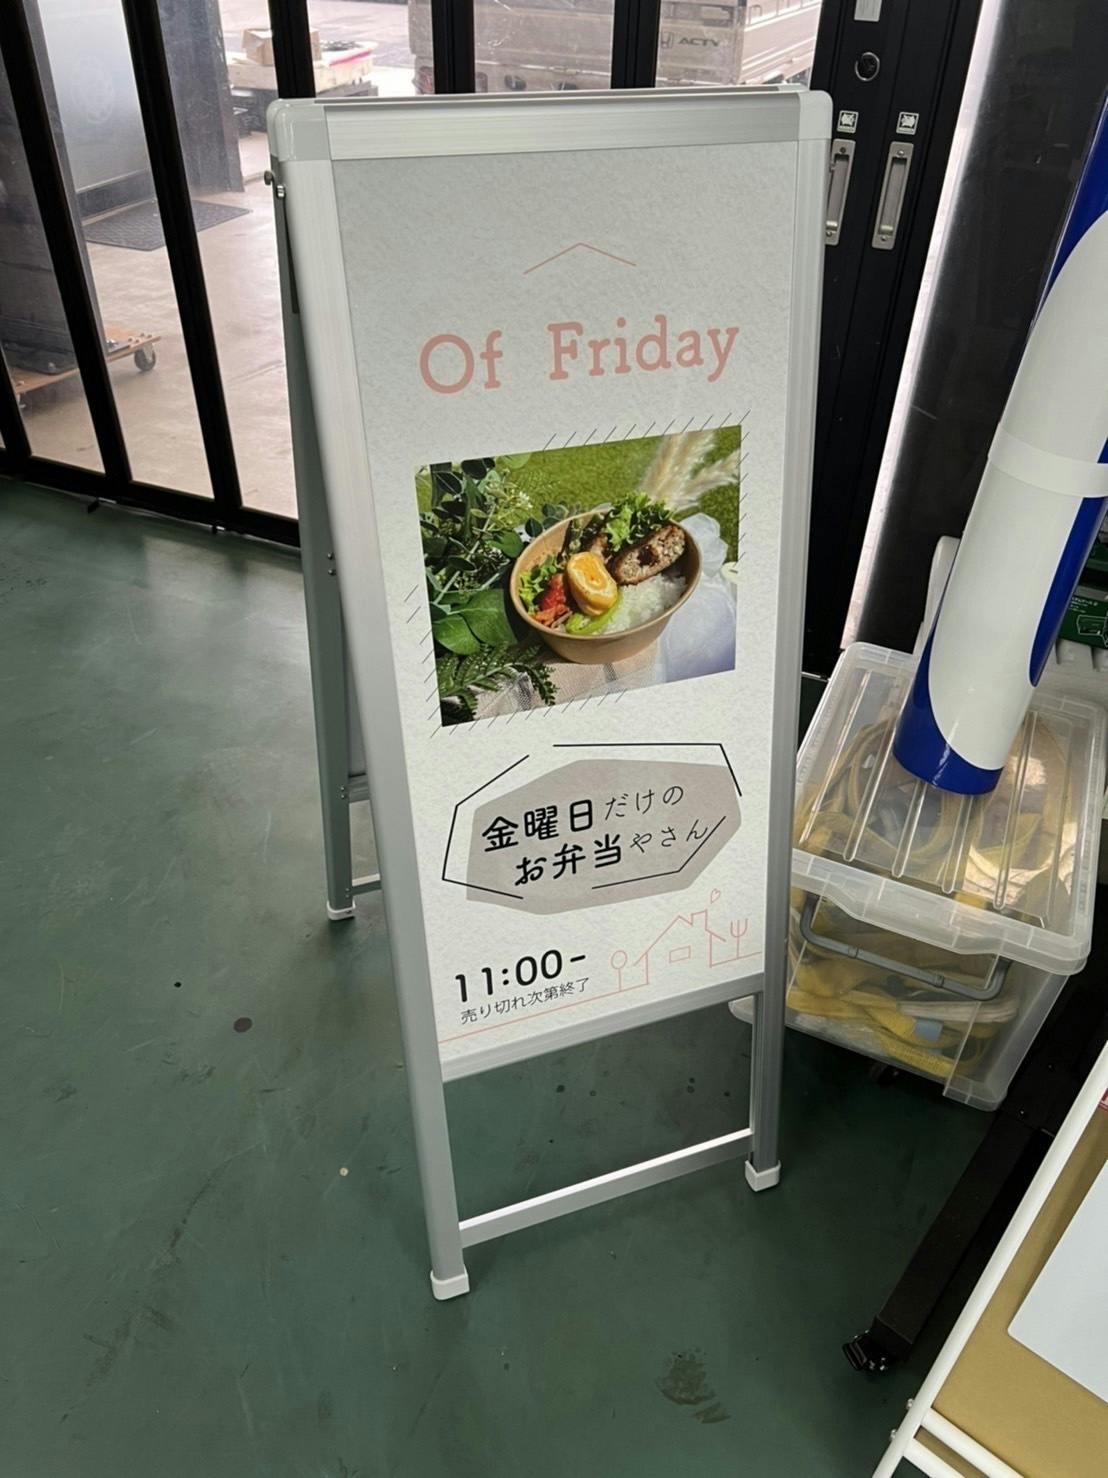 ACTY
Of Friday
金曜日だけの
お弁当やさん
11:00-
売り切れ次第終了